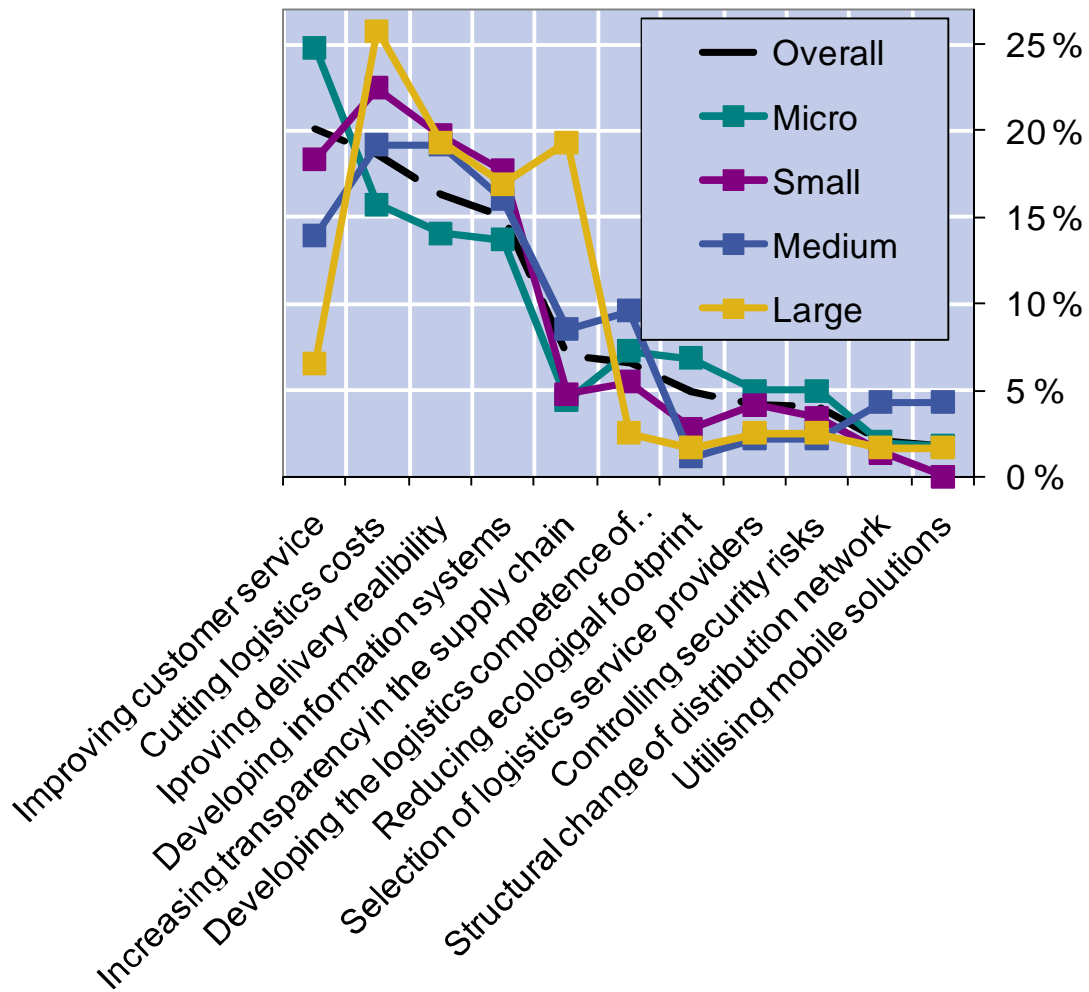 Overall
Micro
Small
Medium
Large
25 %
20 %
15 %
10 %
5 %
0 %
Improving customer service
Cutting logistics costs
Iproving delivery reallibility
Developing information systems
Increasing transparency in the supply chain
Developing the logistics competence of..
Reducing ecologigal footprint
Selection of logistics service providers
Controlling security risks
Structural change of distribution network
Utilising mobile solutions